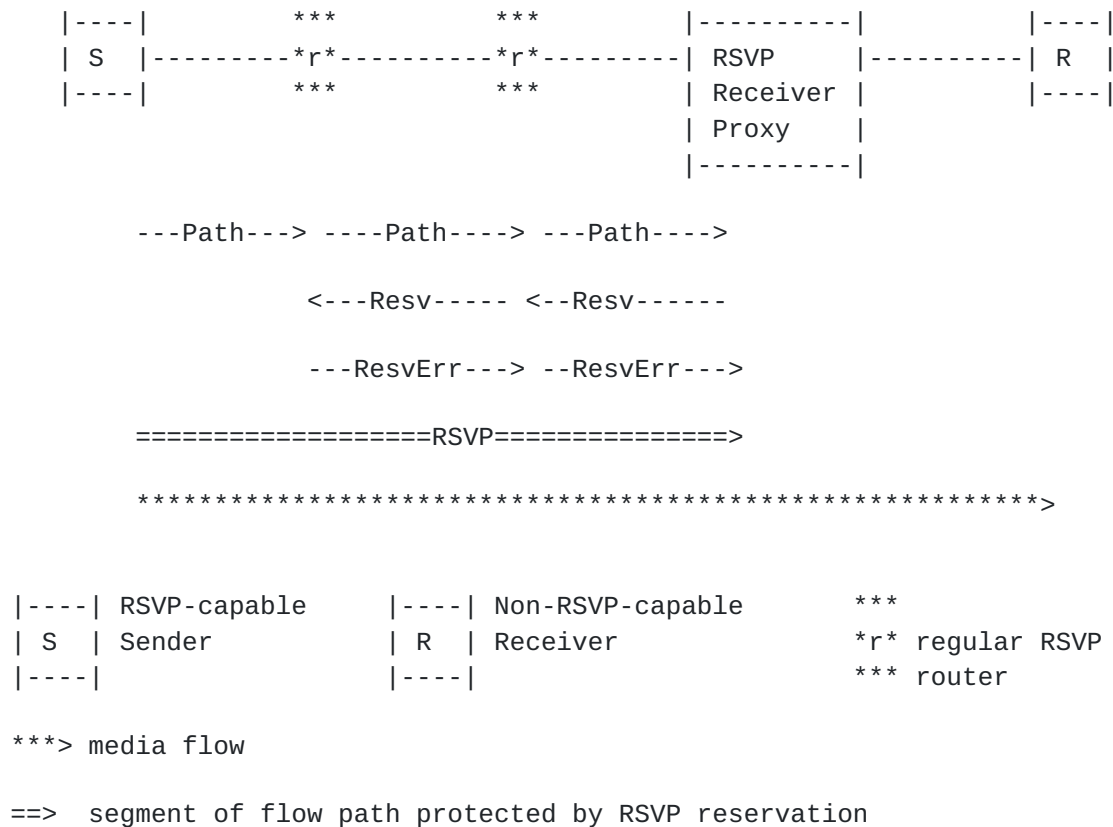 |----|         ***          ***         |----------|          |----|
| S  |---------*r*----------*r*---------| RSVP     |----------| R  |
|----|         ***          ***         | Receiver |          |----|
                                        | Proxy    |
                                        |----------|
---Path---> ----Path----> ---Path---->
<---Resv----- <--Resv------
---ResvErr---> --ResvErr--->
===================RSVP===============>
**********************************************************>
|----| RSVP-capable     |----| Non-RSVP-capable       ***
| S  | Sender           | R  | Receiver               *r* regular RSVP
|----|                  |----|                        *** router
***> media flow
==>  segment of flow path protected by RSVP reservation